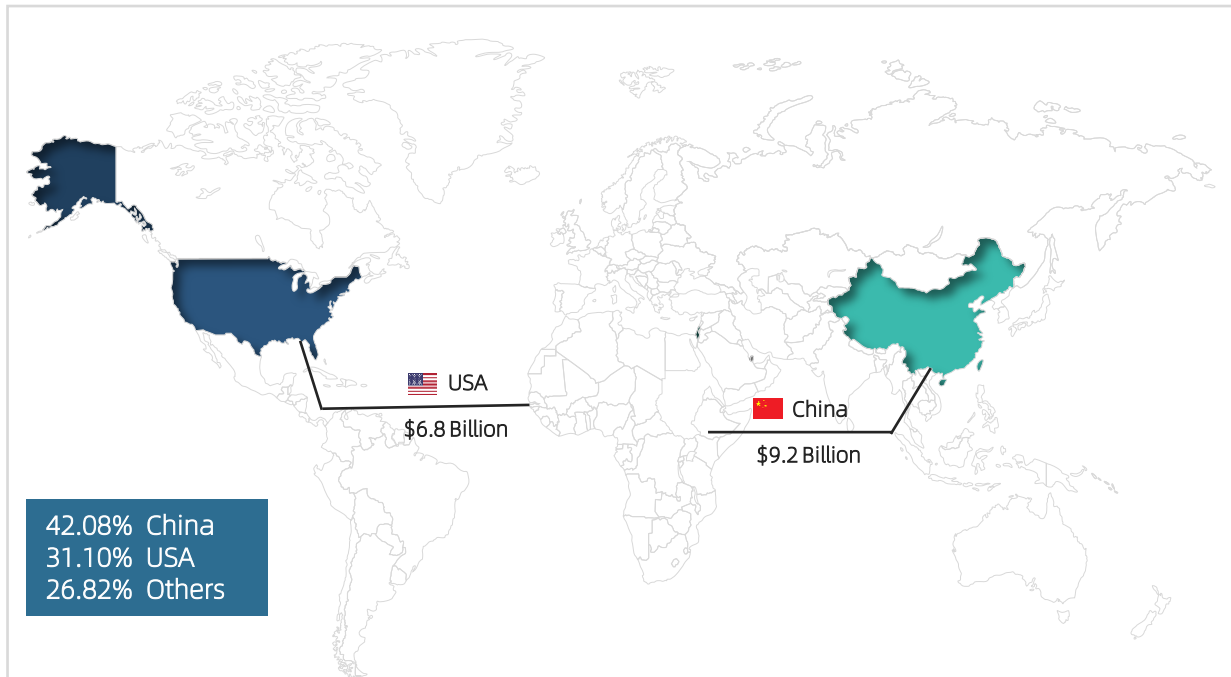 USA
$6.8 Billion
China
$9.2 Billion
42.08% China
31.10% USA
26.82% Others